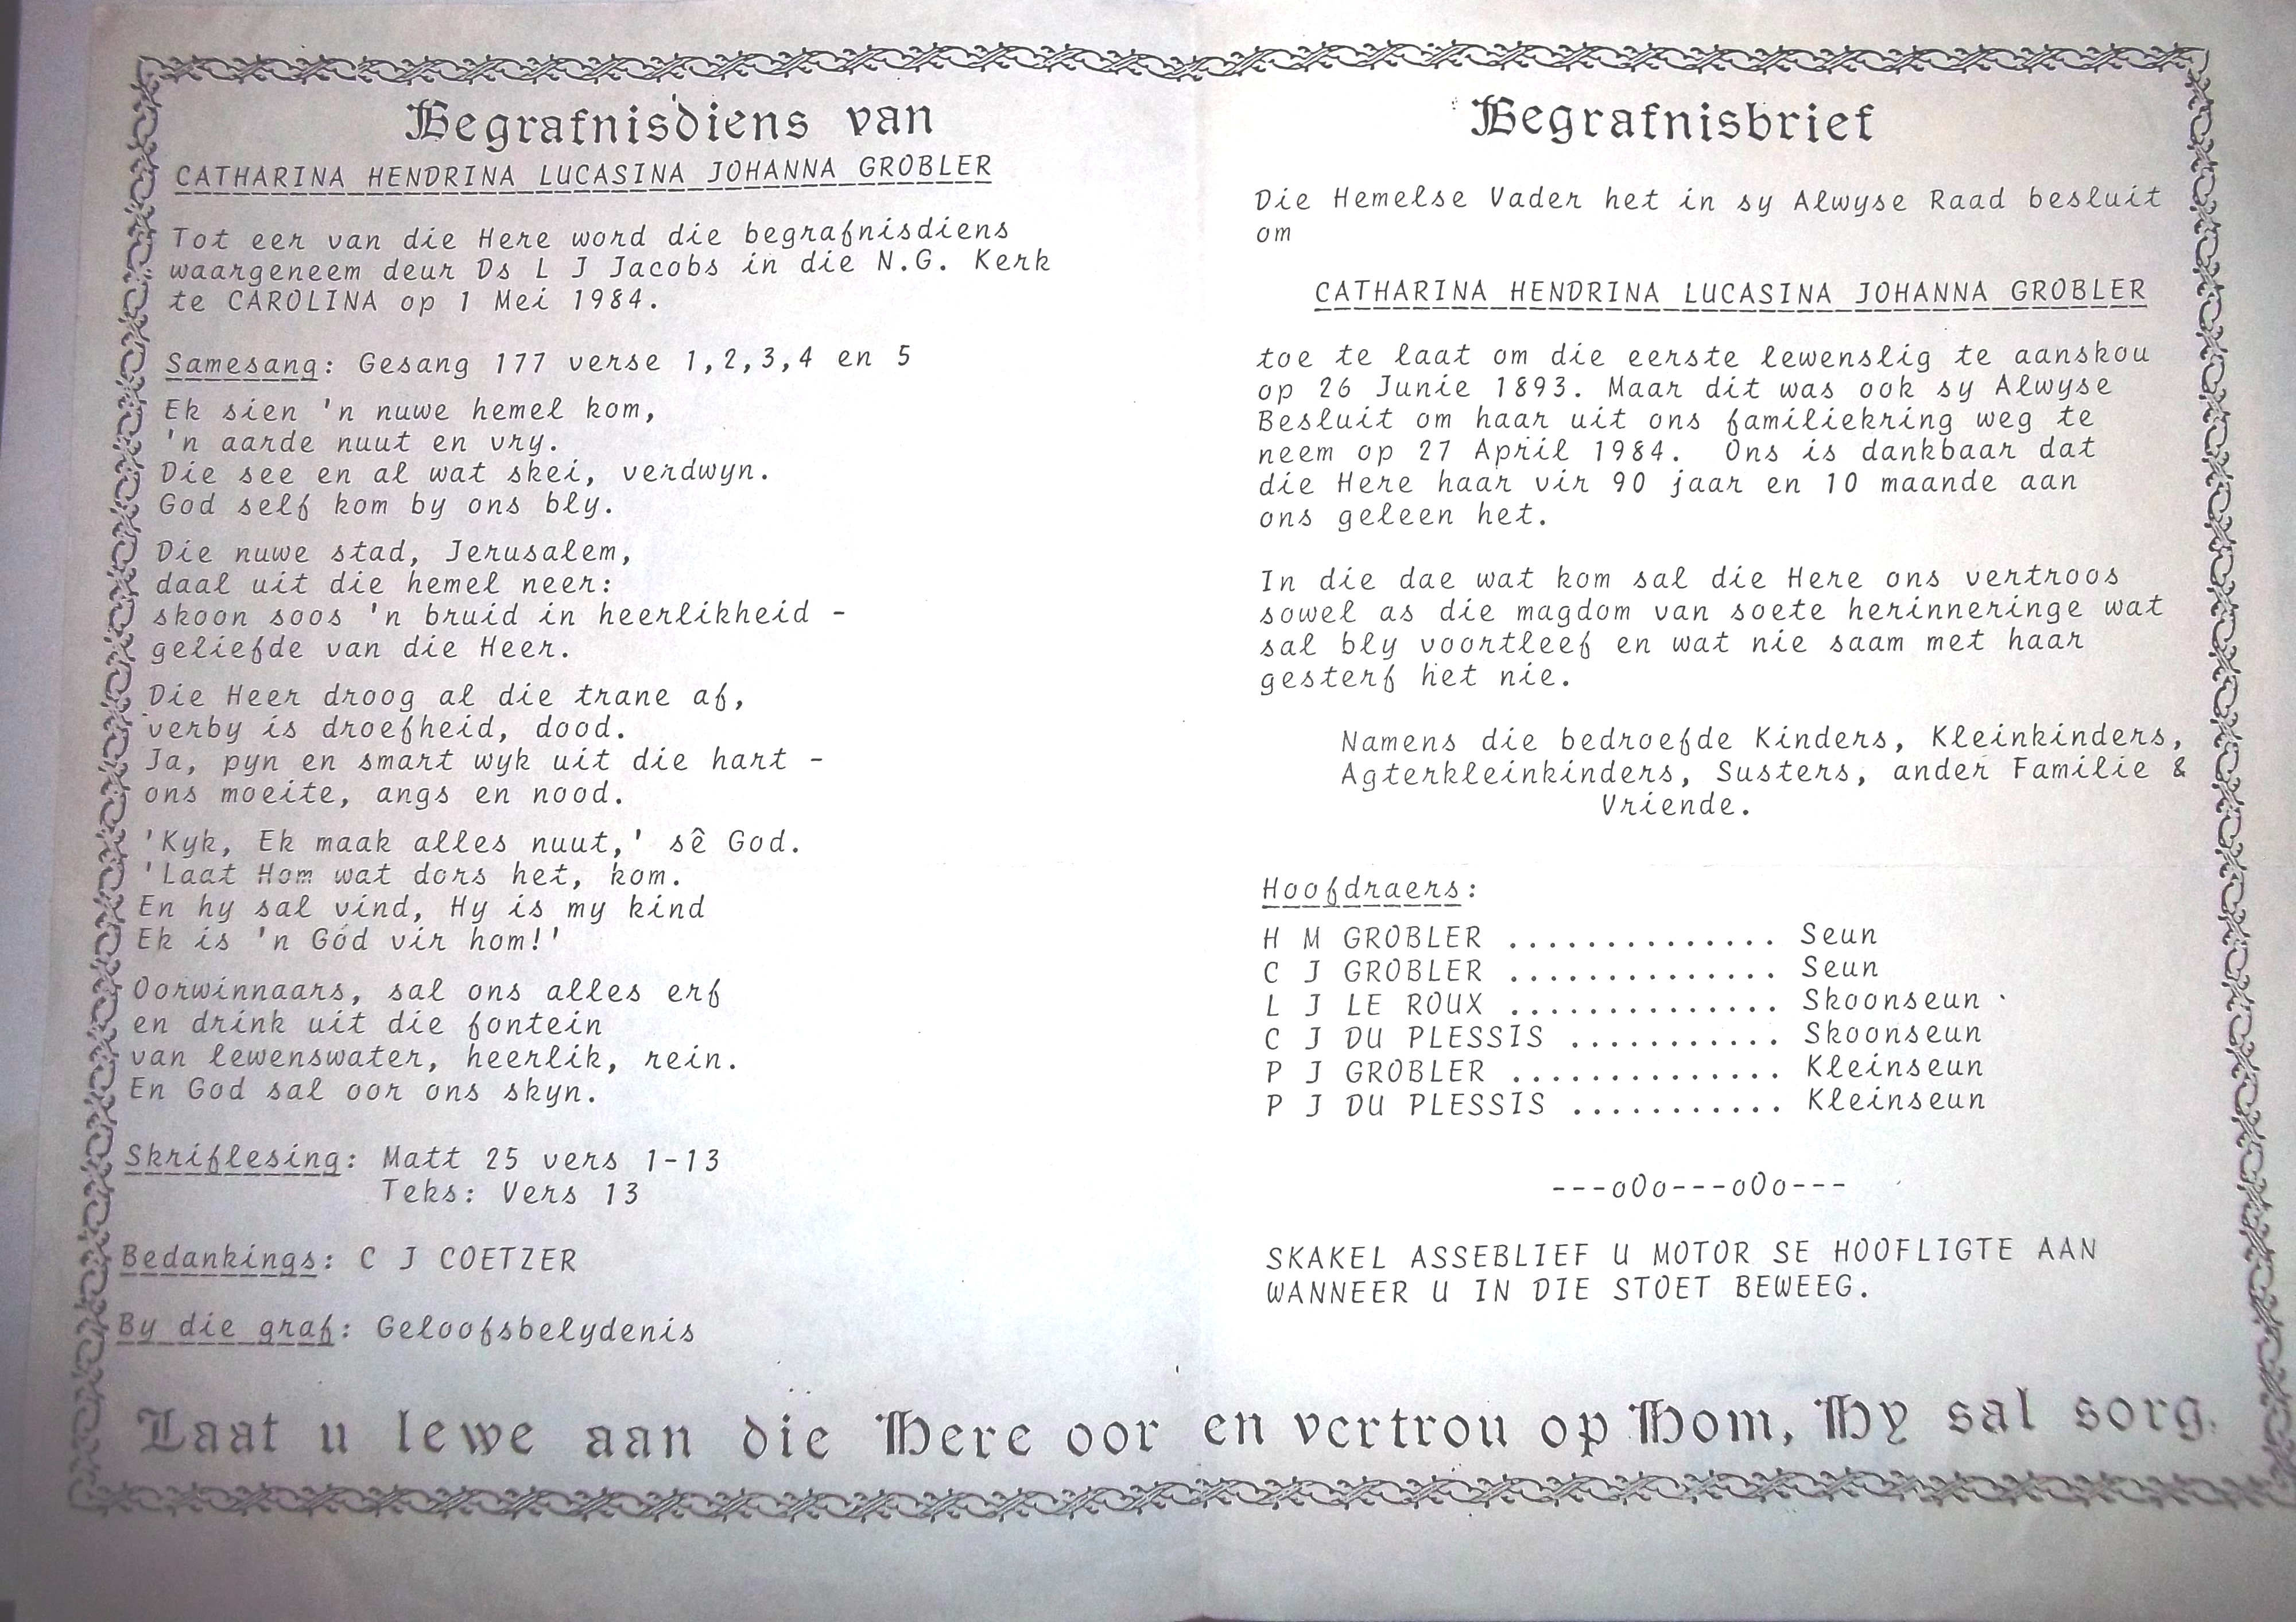 Begrafnisdiens van
CATHARINA HENDRINA LUCASINA JOHANNA GROBLER
Tot eer van die Here word die begrafnisdiens
waargeneem deur Ds L J Jacobs in die N.G. Kerk
te CAROLINA op 1 Mei 1984.
Samesang: Gesang 177 verse 1,2,3,4 en 5
Ek sien 'n nuwe hemel kom,
'n aarde nuut en vry.
Die see en al wat skei, verdwyn.
God self kom by ons bly.
Die nuwe stad, Jerusalem,
daal uit die hemel neer:
skoon soos 'n bruid in heerlikheid -
geliefde van die Heer.
Die Heer droog al die trane af,
verby is droefheid, dood.
Ja, pyn en smart wyk uit die hart -
ons moeite, angs en nood.
'Kyk, Ek maak alles nuut,' sê God.
'Laat Hom wat dors het, kom.
En hy sal vind, Hy is my kind
Ek is 'n God vir hom!'
Oorwinnaars, sal ons alles erf
en drink uit die fontein
van lewenswater, heerlik, rein.
En God sal oor ons skyn.
Skriflesing: Matt 25 vers 1-13
Teks: Vers 13
Bedankings: C J COETZER
By die graf: Geloofsbelydenis
Begrafnisbrief
Die Hemelse Vader het in sy Alwyse Raad besluit
om
CATHARINA HENDRINA LUCASINA JOHANNA GROBLER
toe te laat om die eerste lewenslig te aanskou
op 26 Junie 1893. Maar dit was ook sy Alwyse
Besluit om haar uit ons familiekring weg te
neem op 27 April 1984. Ons is dankbaar dat
die Here haar vir 90 jaar en 10 maande aan
ons geleen het.
In die dae wat kom sal die Here ons vertroos
sowel as die magdom van soete herinneringe wat
sal bly voortleef en wat nie saam met haar
gesterf het nie.
Namens die bedroefde Kinders, Kleinkinders,
Agterkleinkinders, Susters, ander Familie &
Vriende.
Hoofdraers:
H M GROBLER .............. Seun
C J GROBLER .............. Seun
L J LE ROUX .............. Skoonseun
C J DU PLESSIS ........... Skoonseun
P J GROBLER .............. Kleinseun
P J DU PLESSIS ........... Kleinseun
---oOo---oOo---
SKAKEL ASSEBLIEF U MOTOR SE HOOFLIGTE AAN
WANNEER U IN DIE STOET BEWEEG.
Laat u lewe aan die Here oor en vertrou op Hom, Hy sal sorg.